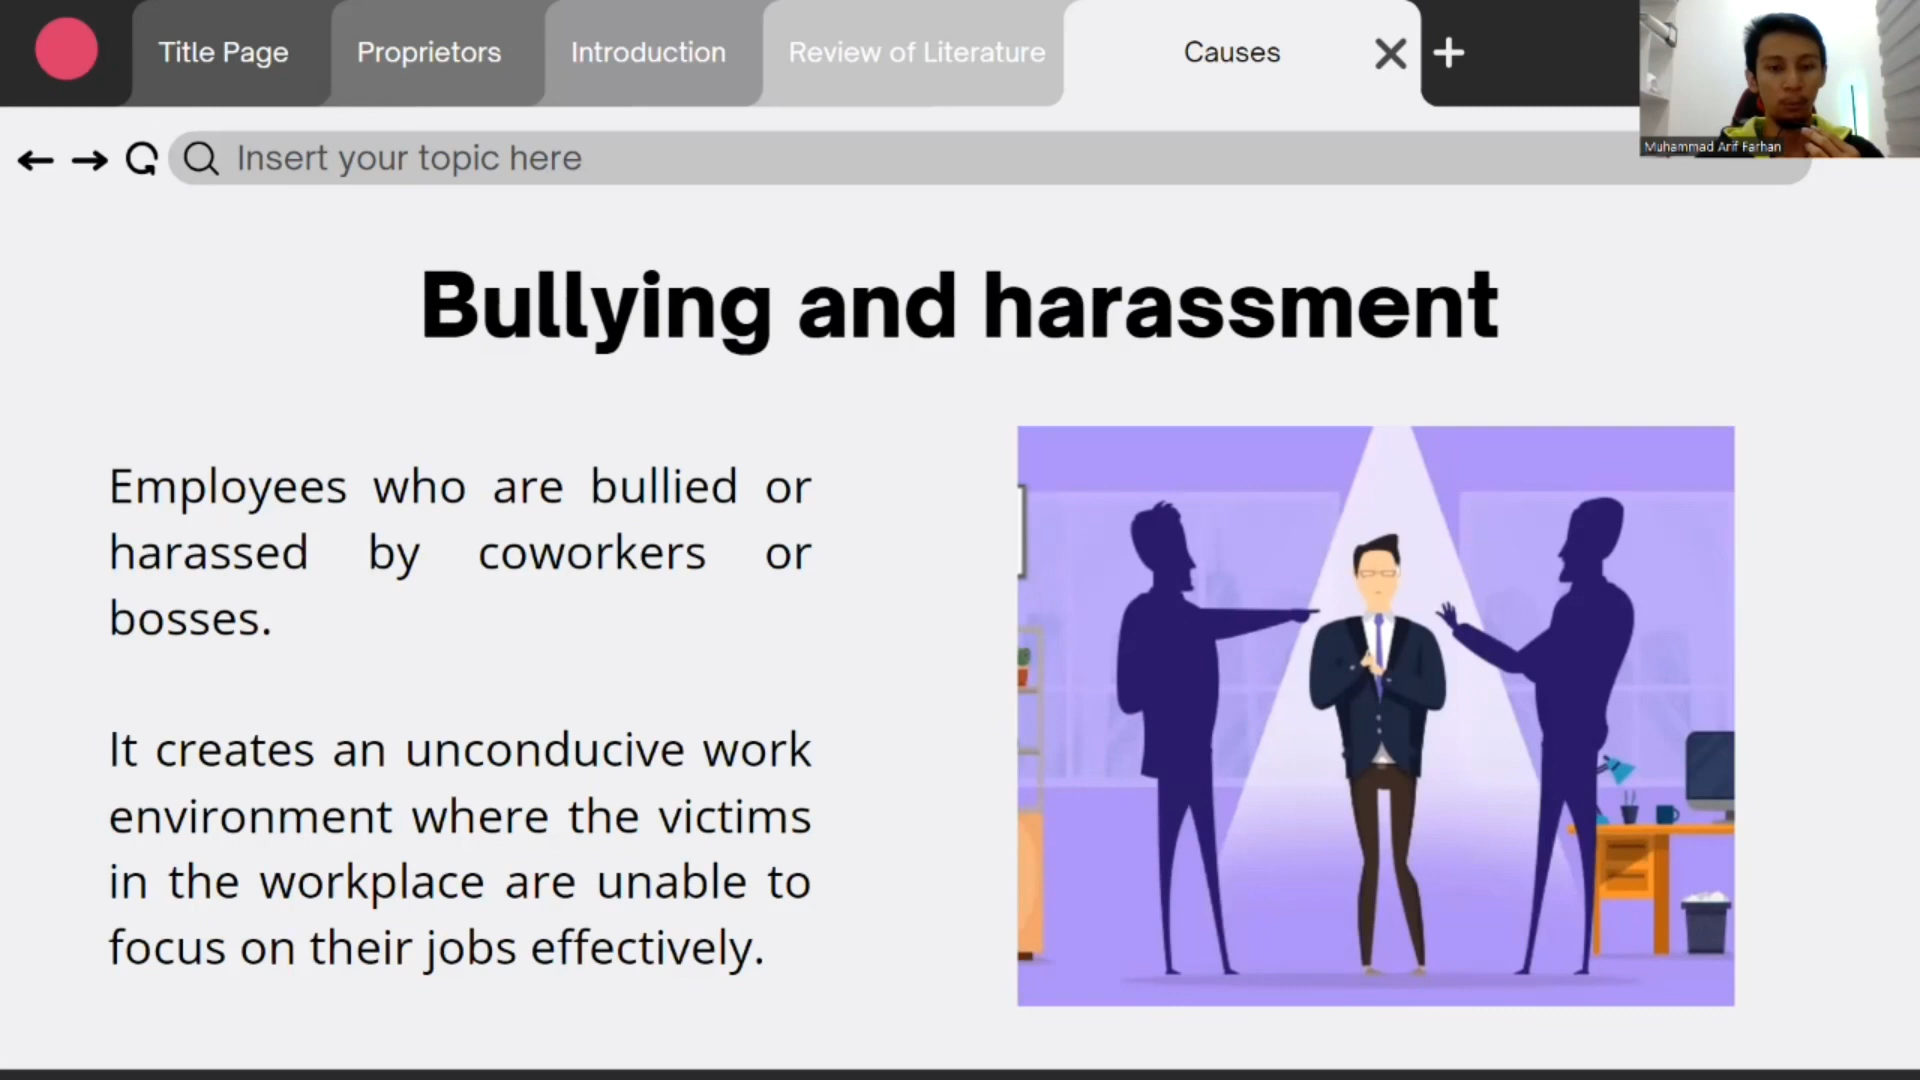 Title Page
Proprietors
Introduction
Review of Literature
Causes
Insert your topic here
Muhammad Arif Farhan
Bullying and harassment
Employees who are bullied or
harassed by coworkers or
bosses.
It creates an unconducive work
environment where the victims
in the workplace are unable to
focus on their jobs effectively.